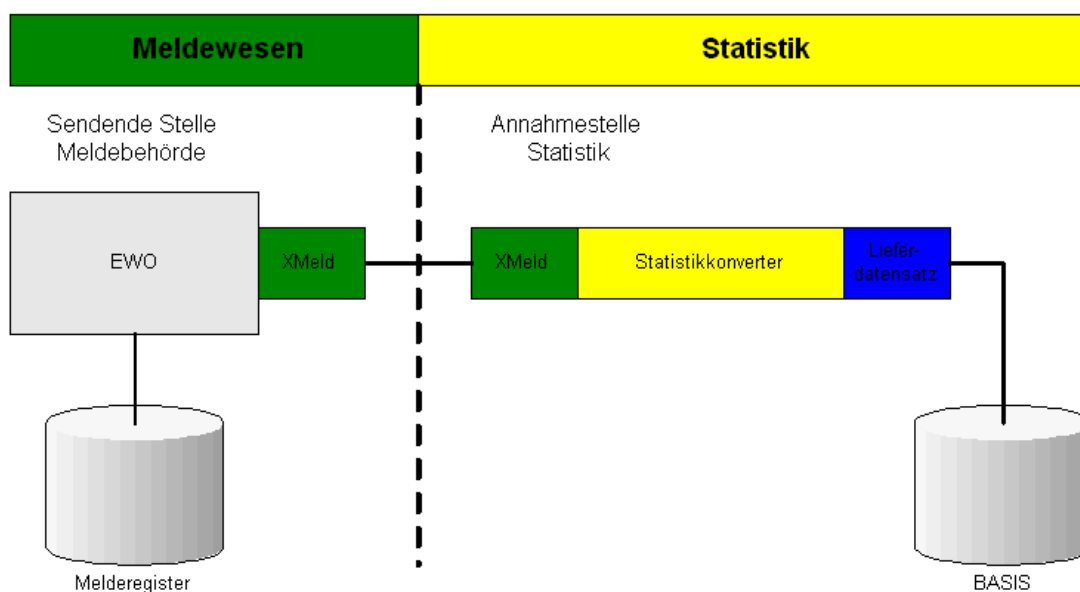 Meldewesen
Statistik
Sendende Stelle
Meldebehörde
Annahmestelle
Statistik
EWO
XMeld
XMeld
Statistikkonverter
Liefer-
datensatz
Melderegister
BASIS